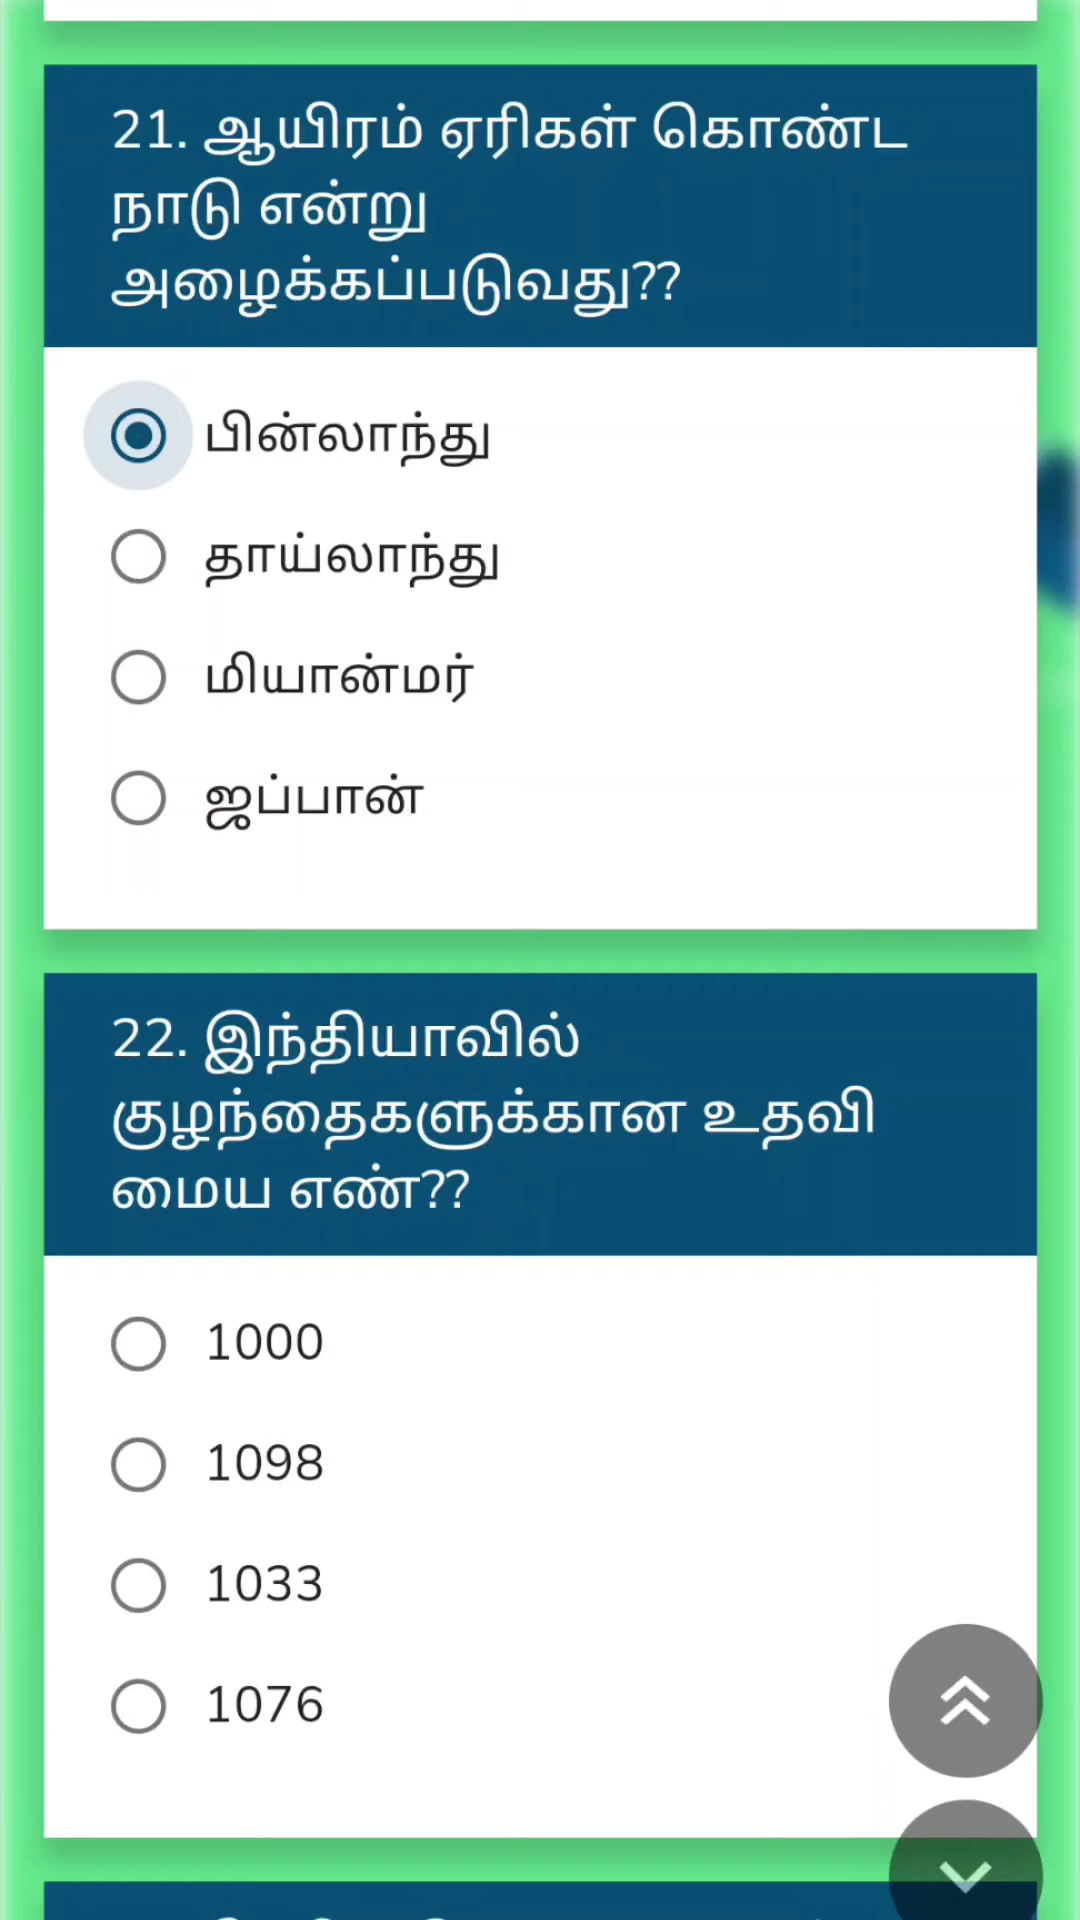 21. ஆயிரம் ஏரிகள் கொண்ட
நாடு என்று
அழைக்கப்படுவது??
பின்லாந்து
தாய்லாந்து
மியான்மர்
ஜப்பான்
22. இந்தியாவில்
குழந்தைகளுக்கான உதவி
மைய எண்??
1000
1098
1033
1076